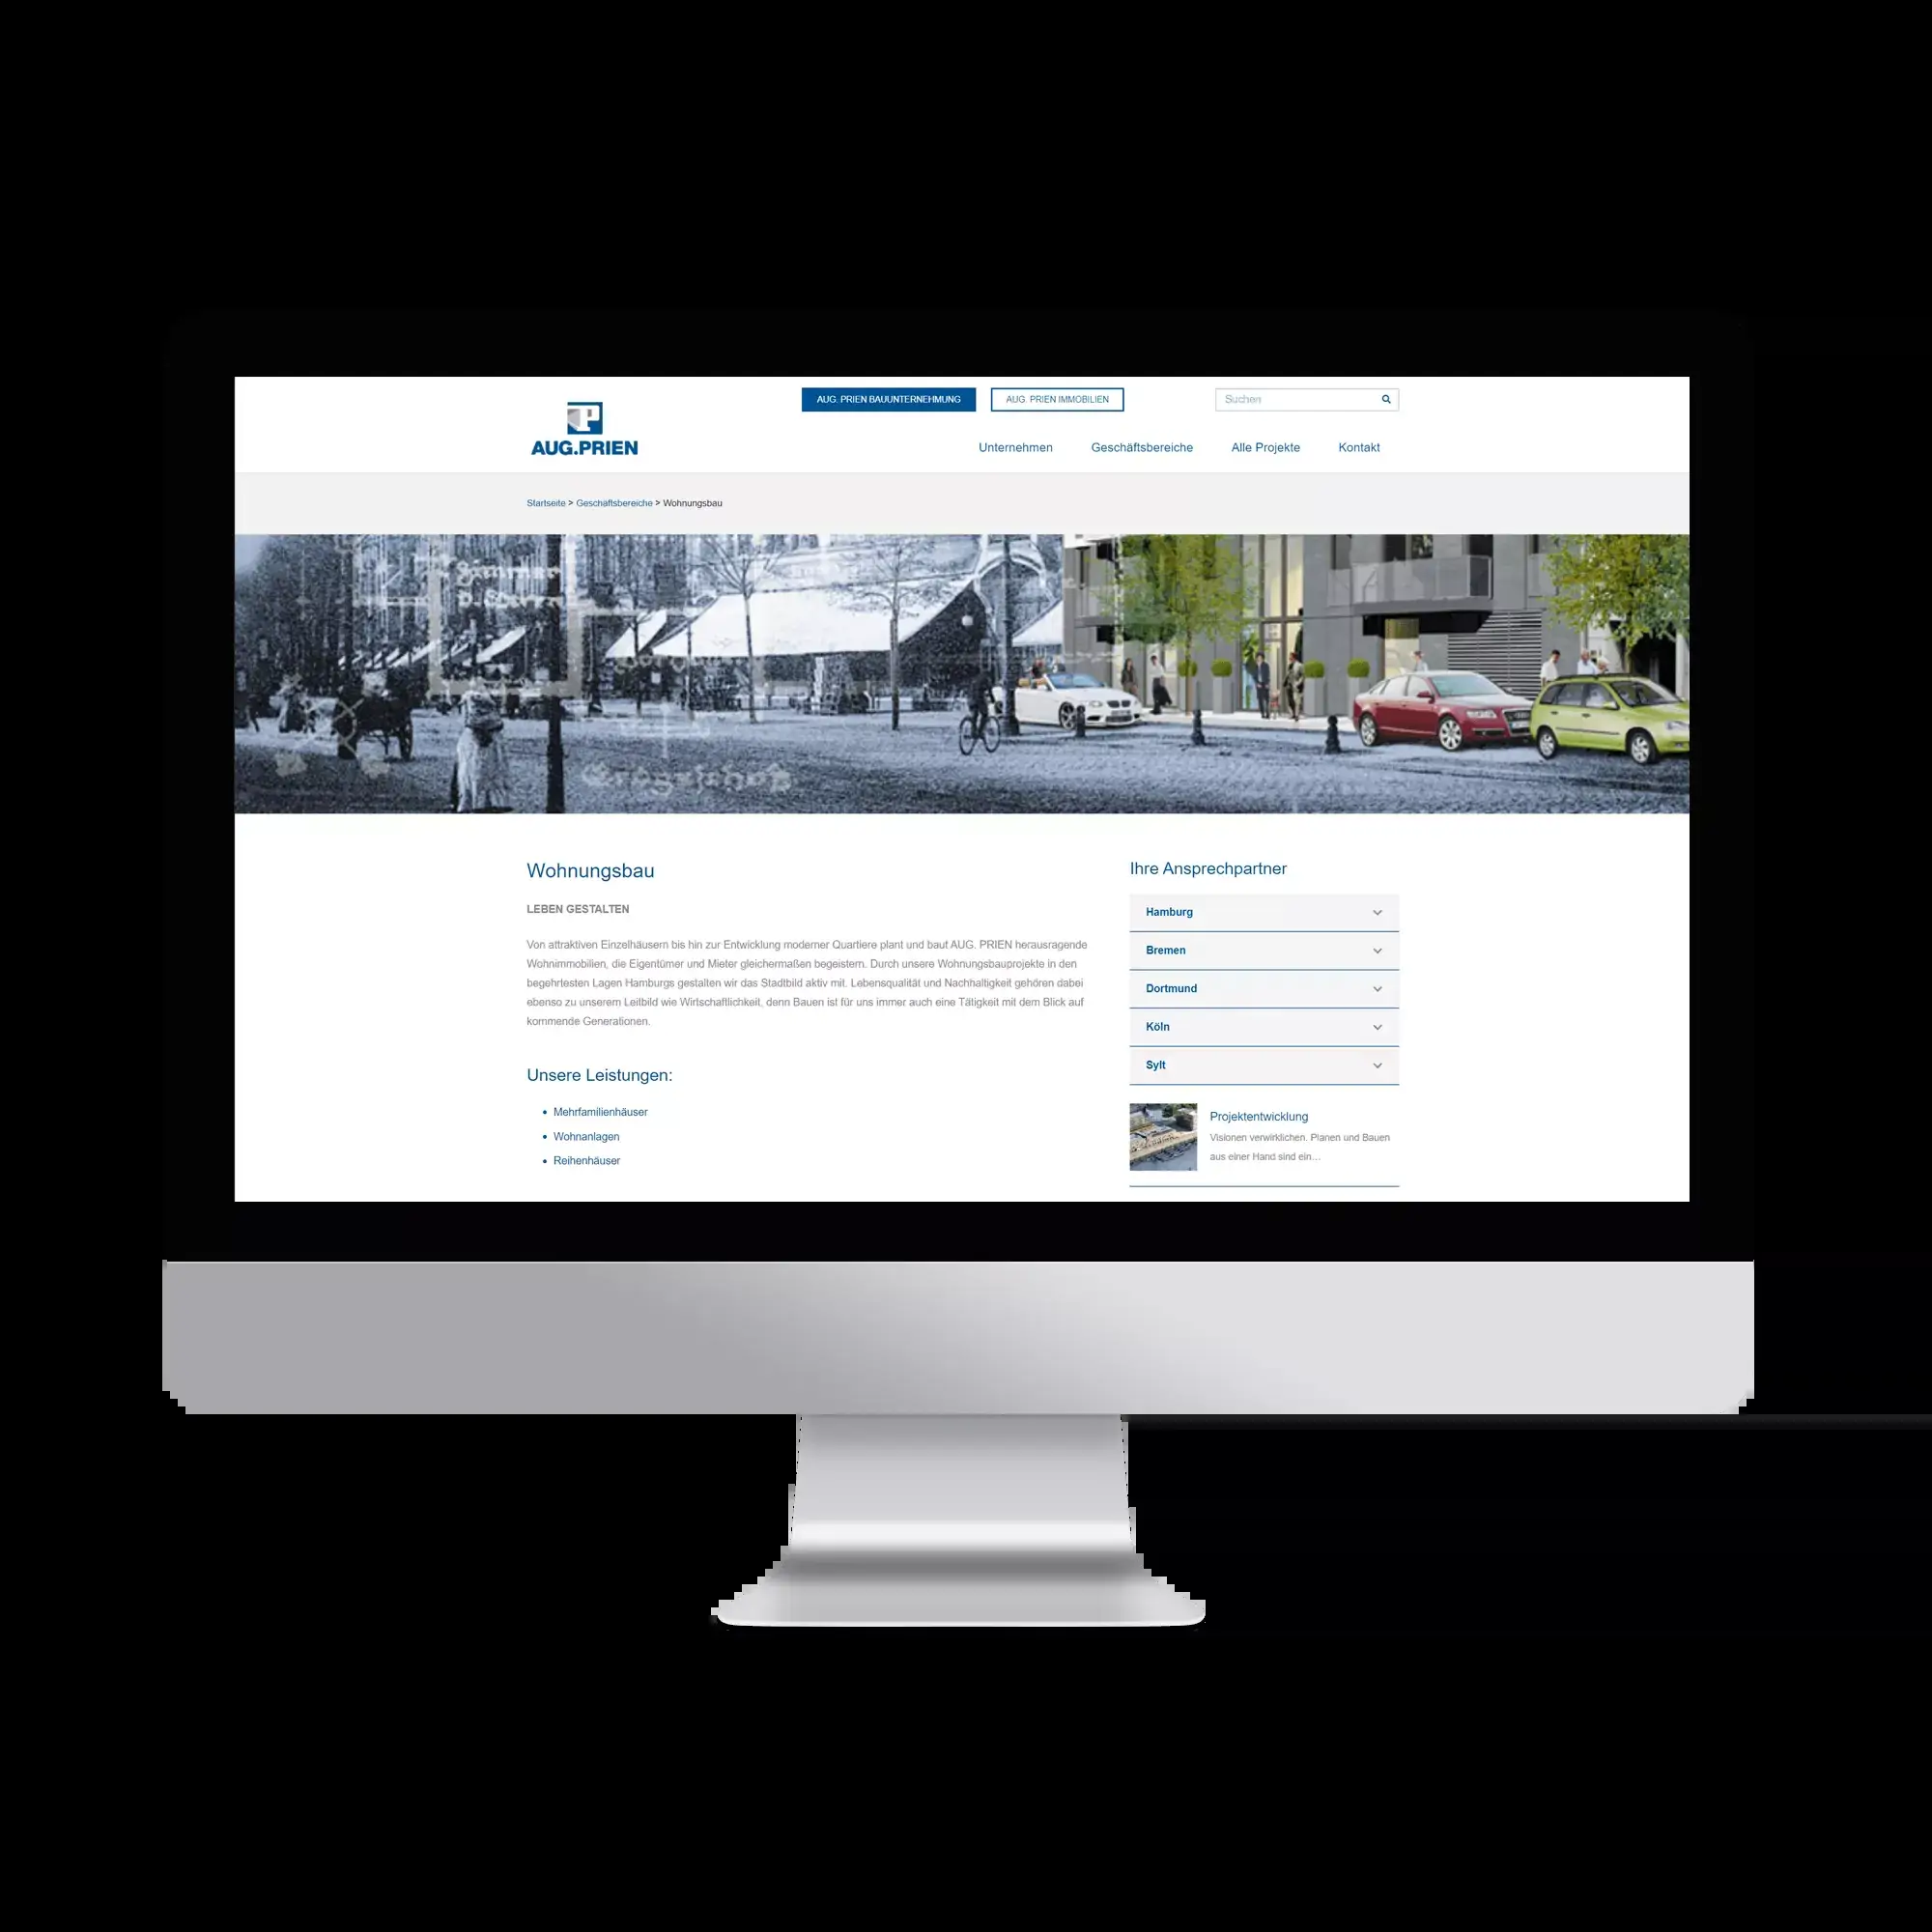 AUG. PRIEN BAUUNTERNEHMUNG
AUG. PRIEN IMMOBILIEN
Suchen
P
AUG.PRIEN
Unternehmen
Geschäftsbereiche
Alle Projekte
Kontakt
Startseite > Geschäftsbereiche > Wohnungsbau
Wohnungsbau
LEBEN GESTALTEN
Von attraktiven Einzelhäusern bis hin zur Entwicklung moderner Quartiere plant und baut AUG. PRIEN herausragende
Wohnimmobilien, die Eigentümer und Mieter gleichermaßen begeistern. Durch unsere Wohnungsbauprojekte in den
begehrtesten Lagen Hamburgs gestalten wir das Stadtbild aktiv mit. Lebensqualität und Nachhaltigkeit gehören dabei
ebenso zu unserem Leitbild wie Wirtschaftlichkeit, denn Bauen ist für uns immer auch eine Tätigkeit mit dem Blick auf
kommende Generationen.
Unsere Leistungen:
• Mehrfamilienhäuser
• Wohnanlagen
• Reihenhäuser
Ihre Ansprechpartner
Hamburg
Bremen
Dortmund
Köln
Sylt
Projektentwicklung
Visionen verwirklichen. Planen und Bauen
aus einer Hand sind ein...